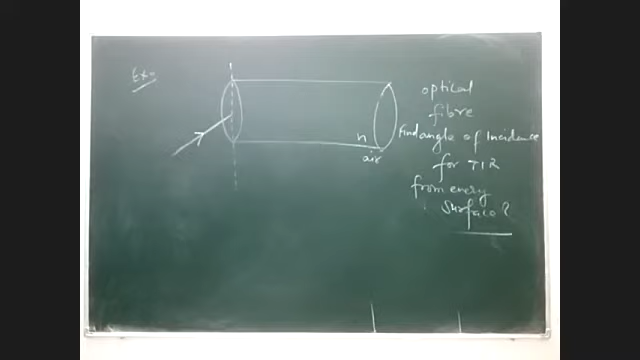 Ex:
optical
fibre
Find angle of Incidence
for TIR
from every
Surface?
n
air